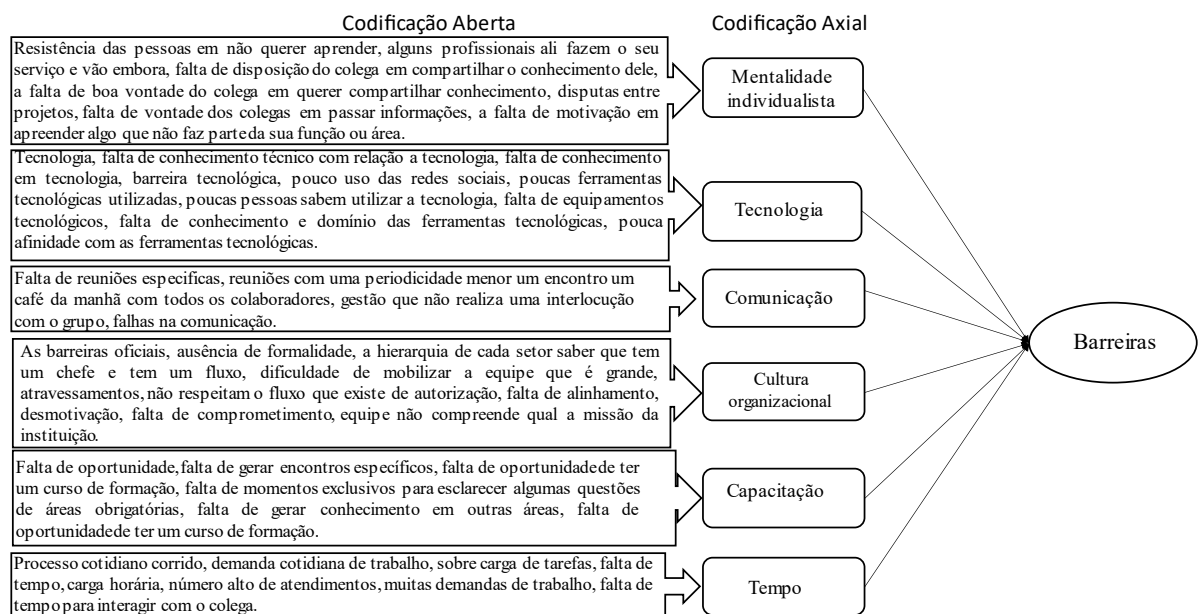 Codificação Aberta
Codificação Axial
Resistência das pessoas em não querer aprender, alguns profissionais ali fazem o seu
serviço e vão embora, falta de disposição do colega em compartilhar o conhecimento dele,
a falta de boa vontade do colega em querer compartilhar conhecimento, disputas entre
projetos, falta de vontade dos colegas em passar informações, a falta de motivação em
apreender algo que não faz parte da sua função ou área.
Mentalidade
individualista
Tecnologia, falta de conhecimento técnico com relação a tecnologia, falta de conhecimento
em tecnologia, barreira tecnológica, pouco uso das redes sociais, poucas ferramentas
tecnológicas utilizadas, poucas pessoas sabem utilizar a tecnologia, falta de equipamentos
tecnológicos, falta de conhecimento e domínio das ferramentas tecnológicas, pouca
afinidade com as ferramentas tecnológicas.
Tecnologia
Falta de reuniões especificas, reuniões com uma periodicidade menor um encontro um
café da manhã com todos os colaboradores, gestão que não realiza uma interlocução
com o grupo, falhas na comunicação.
Comunicação
Barreiras
As barreiras oficiais, ausência de formalidade, a hierarquia de cada setor saber que tem
um chefe e tem um fluxo, dificuldade de mobilizar a equipe que é grande,
atravessamentos, não respeitam o fluxo que existe de autorização, falta de alinhamento,
desmotivação, falta de comprometimento, equipe não compreende qual a missão da
instituição.
Cultura
organizacional
Falta de oportunidade, falta de gerar encontros específicos, falta de oportunidade de ter
um curso de formação, falta de momentos exclusivos para esclarecer algumas questões
de áreas obrigatórias, falta de gerar conhecimento em outras áreas, falta de
oportunidade de ter um curso de formação.
Capacitação
Processo cotidiano corrido, demanda cotidiana de trabalho, sobre carga de tarefas, falta de
tempo, carga horária, número alto de atendimentos, muitas demandas de trabalho, falta de
tempo para interagir com o colega.
Tempo